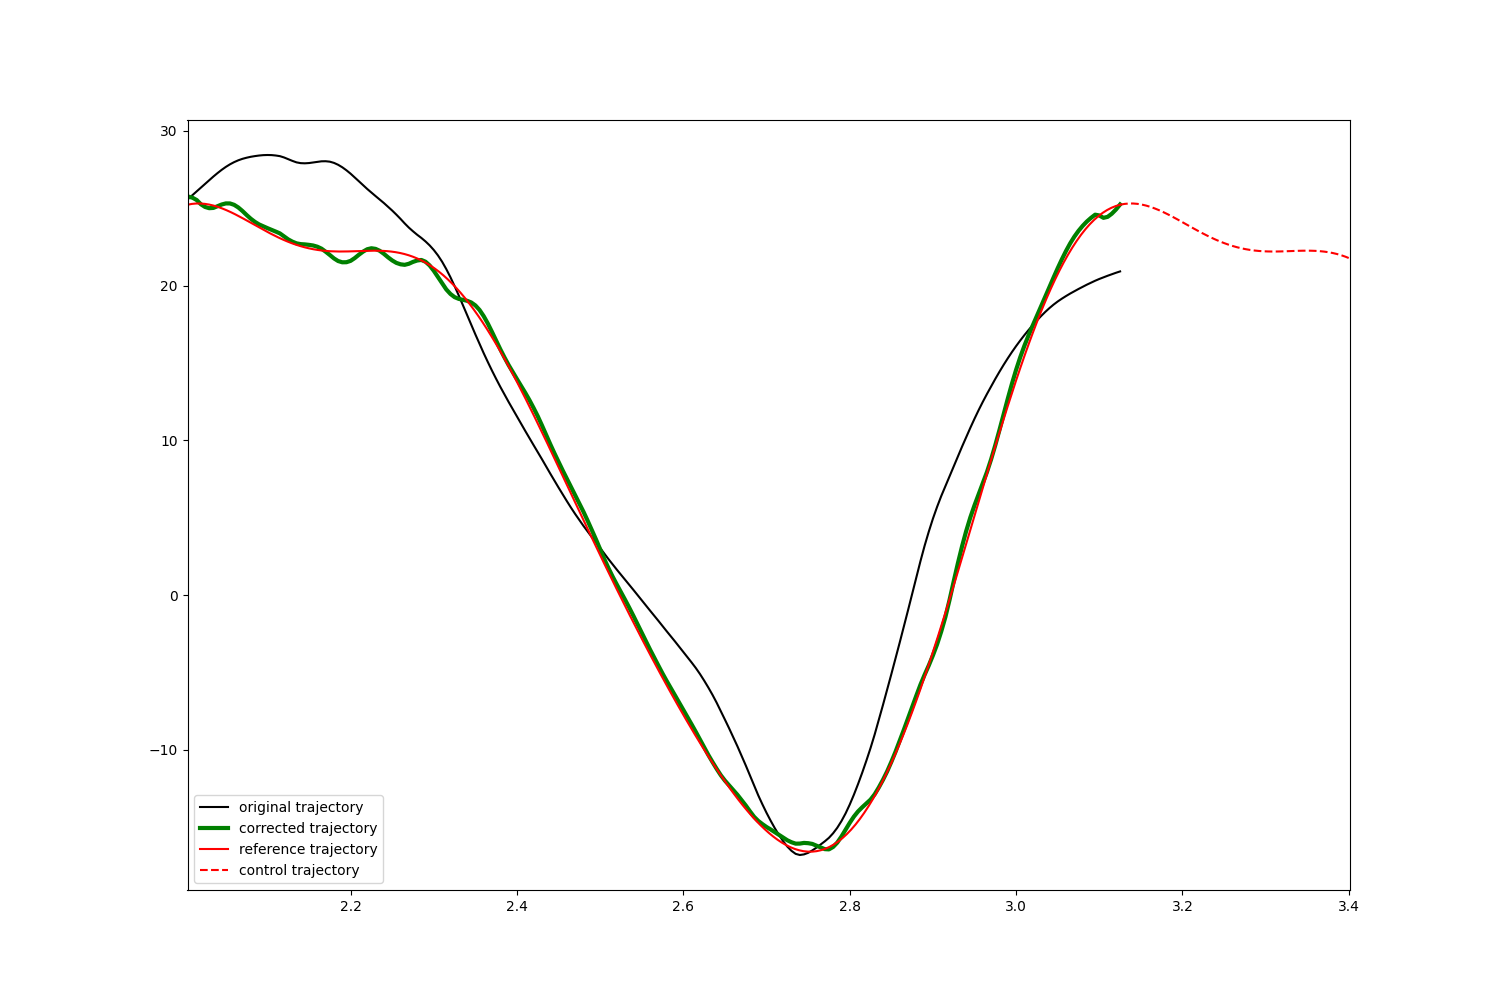 30
20
10
0
−10
original trajectory
corrected trajectory
reference trajectory
control trajectory
2.2 2.4 2.6 2.8 3.0 3.2 3.4